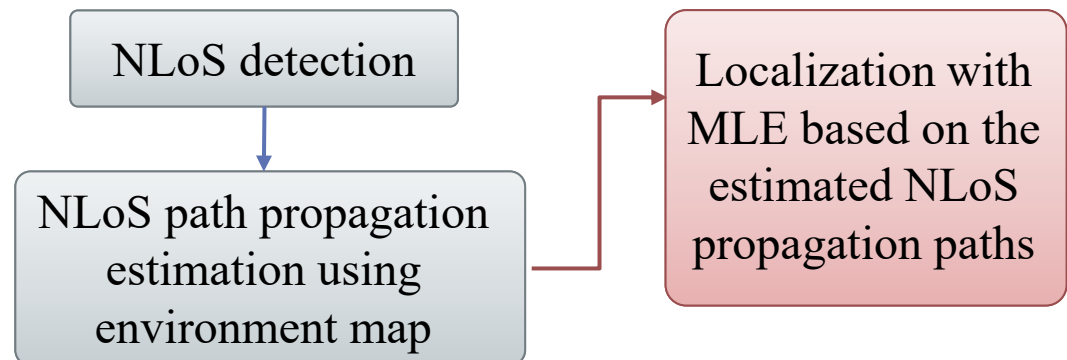 NLoS detection
NLoS path propagation
estimation using
environment map
Localization with
MLE based on the
estimated NLoS
propagation paths